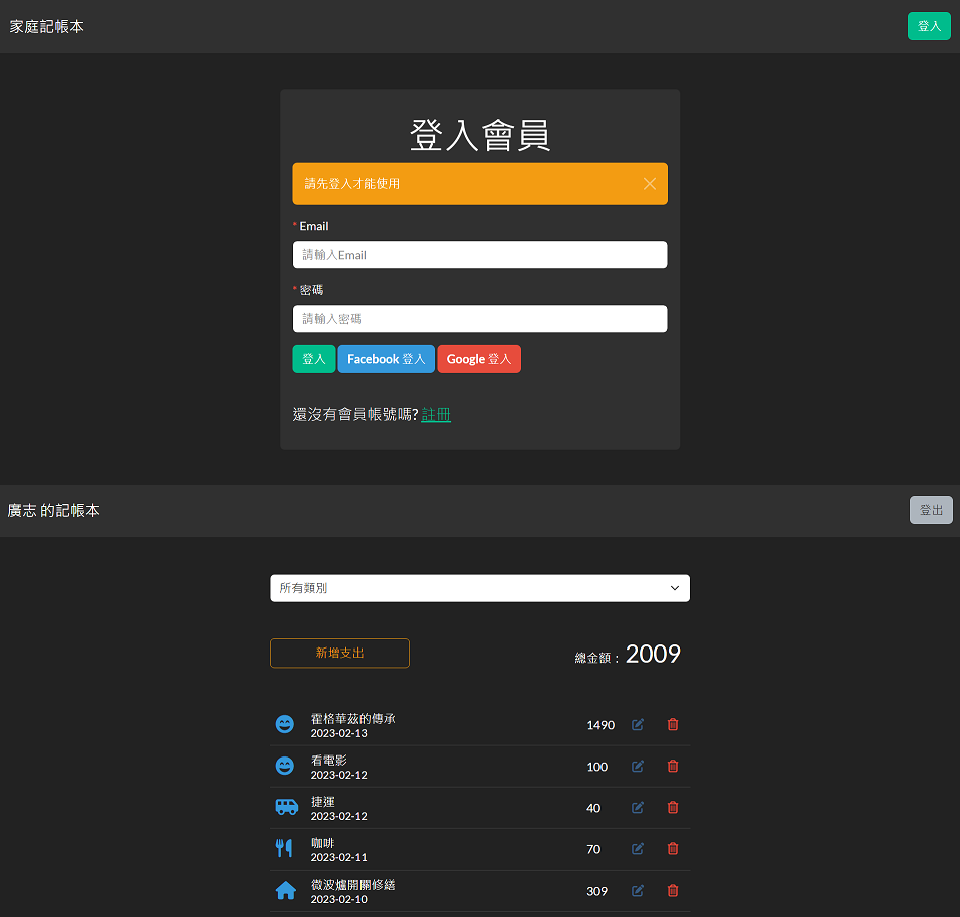 家庭記帳本 登入
登入會員
請先登入才能使用
* Email
請輸入Email
* 密碼
請輸入密碼
登入 Facebook 登入 Google 登入
還沒有會員帳號嗎? 註冊
廣志 的記帳本 登出
所有類別
新增支出 總金額：2009
霍格華茲的傳承
2023-02-13 1490
看電影
2023-02-12 100
捷運
2023-02-12 40
咖啡
2023-02-11 70
微波爐開關修繕
2023-02-10 309